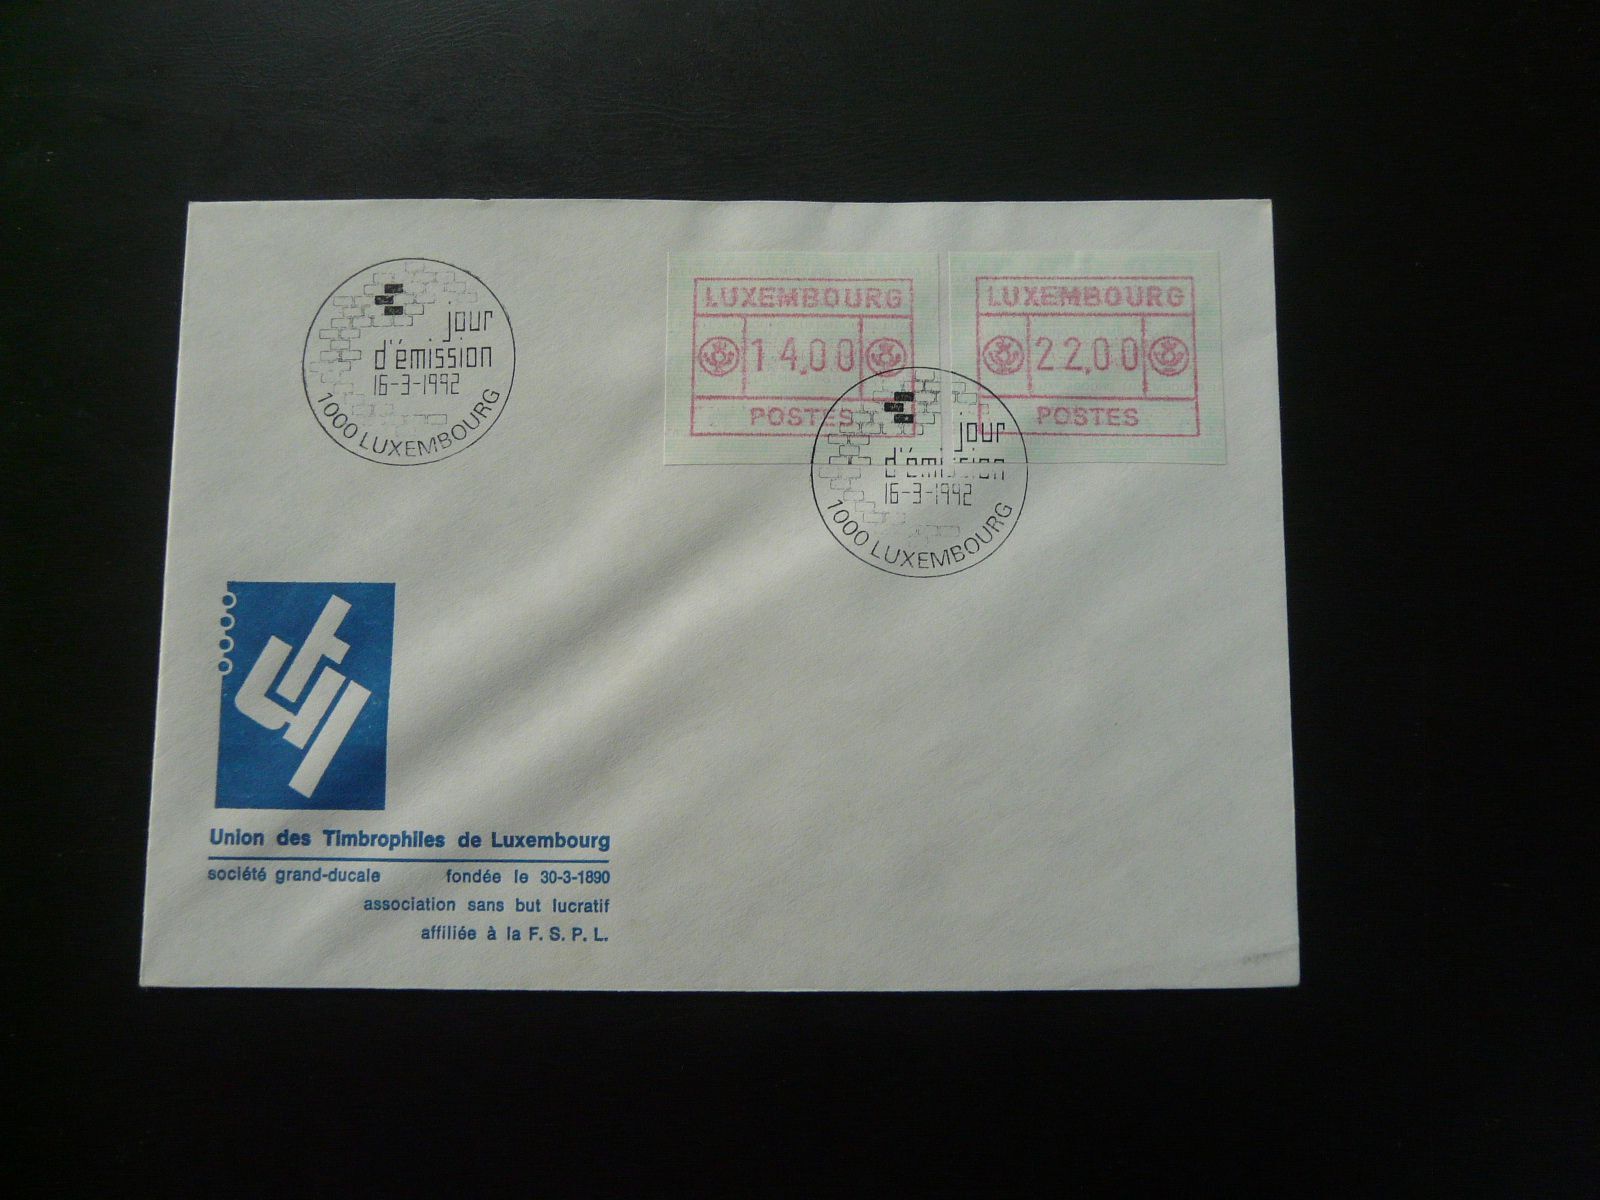 jour
d'émission
16-3-1992
1000 LUXEMBOURG
LUXEMBOURG
14,00
POSTES
LUXEMBOURG
22,00
POSTES
jour
d'émission
16-3-1992
1000 LUXEMBOURG
utl
Union des Timbrophiles de Luxembourg
société grand-ducale fondée le 30-3-1890
association sans but lucratif
affiliée à la F. S. P. L.